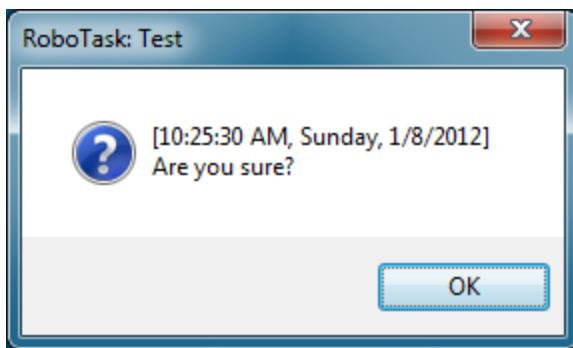 RoboTask: Test
[10:25:30 AM, Sunday, 1/8/2012]
Are you sure?
OK